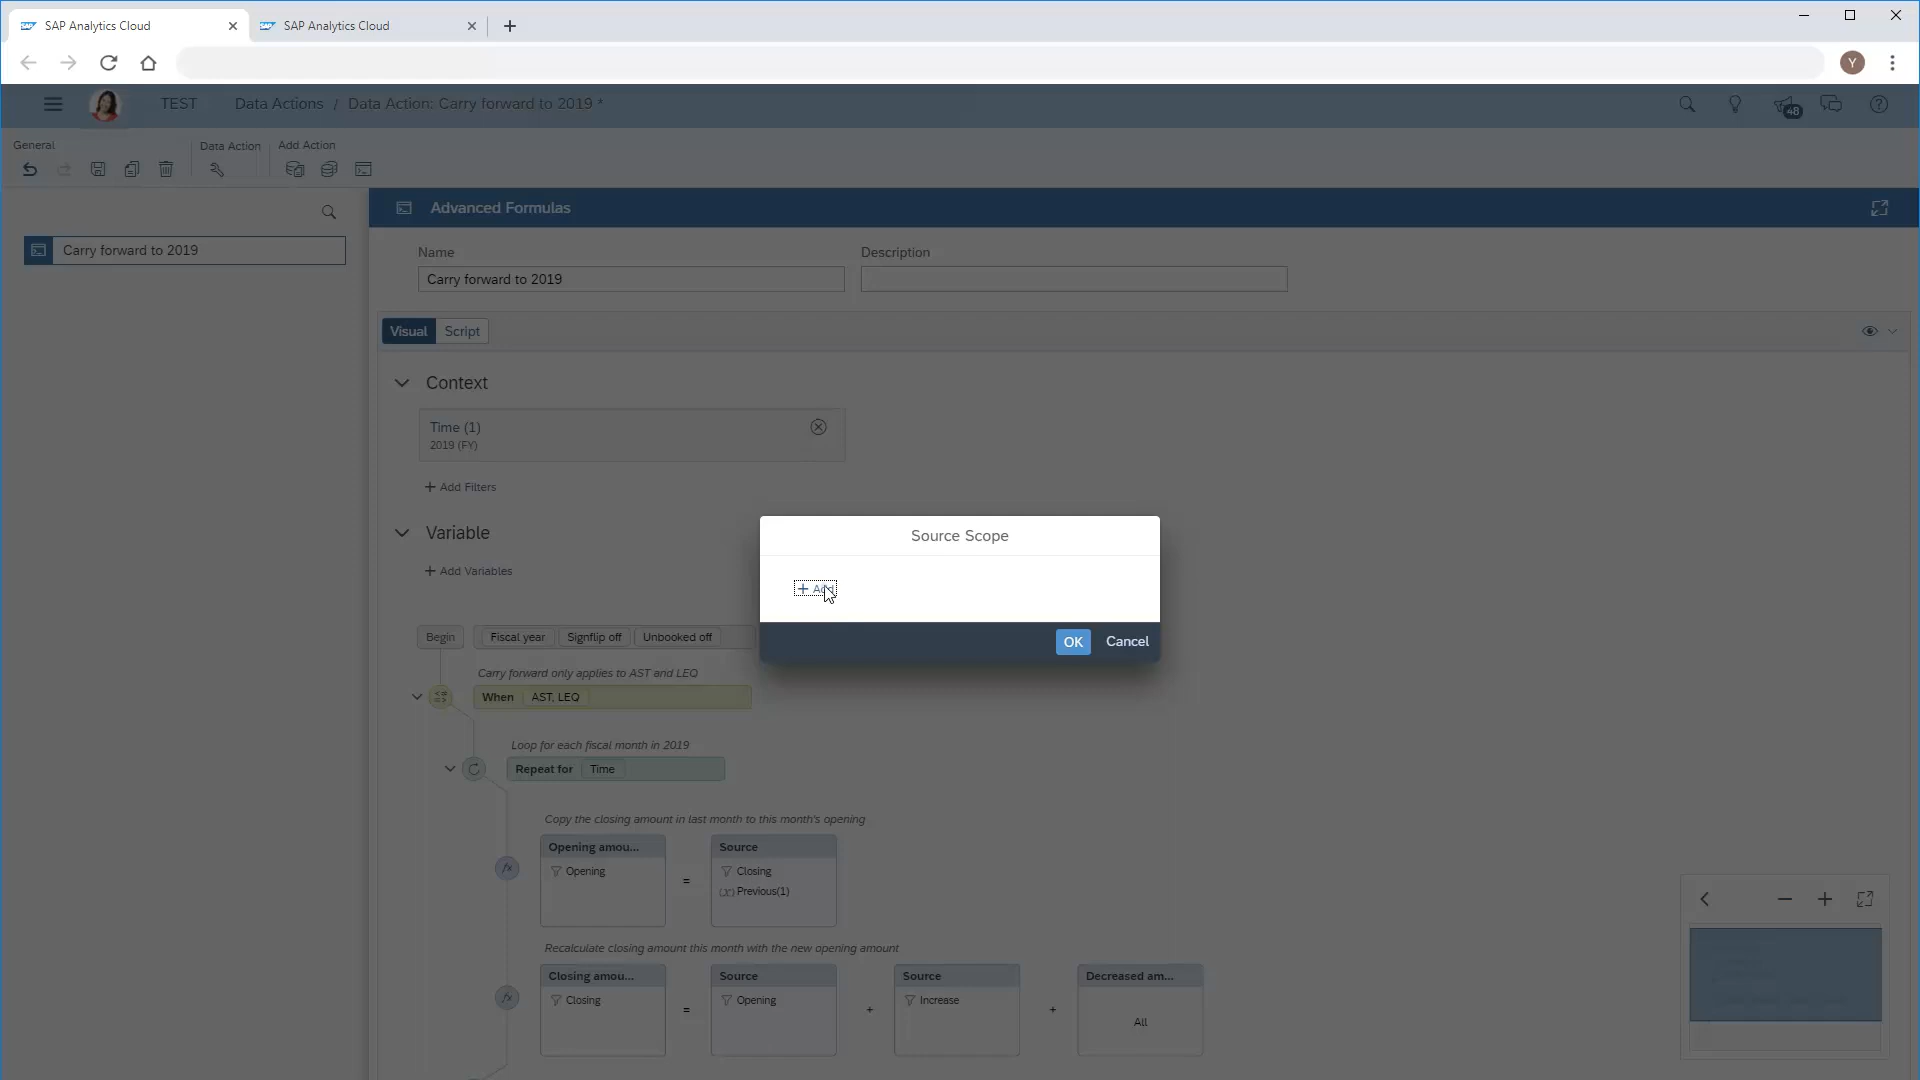 SAP Analytics Cloud
SAP Analytics Cloud
Y
TEST
Data Actions / Data Action: Carry forward to 2019 *
48
General
Data Action
Add Action
Advanced Formulas
Carry forward to 2019
Name
Description
Carry forward to 2019
Visual
Script
Context
Time (1)
2019 (FY)
+ Add Filters
Variable
+ Add Variables
Source Scope
+ Add
OK
Cancel
Begin
Fiscal year
Signflip off
Unbooked off
Carry forward only applies to AST and LEQ
When AST, LEQ
Loop for each fiscal month in 2019
Repeat for Time
Copy the closing amount in last month to this month's opening
Opening amou...
Source
Opening
=
Closing
(x) Previous(1)
Recalculate closing amount this month with the new opening amount
Closing amou...
Source
Source
Decreased am...
Closing
=
Opening
+
Increase
+
All